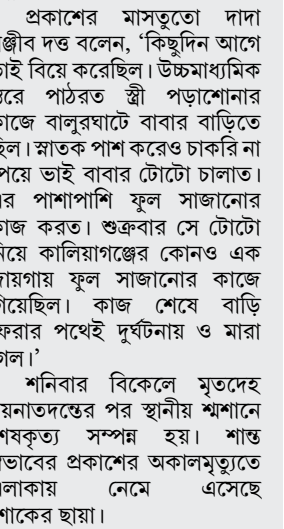 প্রকাশের মাসতুতো দাদা
ঞ্জীব দত্ত বলেন, ‘কিছুদিন আগে
ভাই বিয়ে করেছিল। উচ্চমাধ্যমিক
স্তরে পাঠরত স্ত্রী পড়াশোনার
কাজে বালুরঘাটে বাবার বাড়িতে
ছিল। স্নাতক পাশ করেও চাকরি না
পেয়ে ভাই বাবার টোটো চালাত।
এর পাশাপাশি ফুল সাজানোর
কাজ করত। শুক্রবার সে টোটো
নিয়ে কালিয়াগঞ্জের কোনও এক
জায়গায় ফুল সাজানোর কাজে
গিয়েছিল। কাজ শেষে বাড়ি
ফেরার পথেই দুর্ঘটনায় ও মারা
গেল।’
শনিবার বিকেলে মৃতদেহ
ময়নাতদন্তের পর স্থানীয় শ্মশানে
শেষকৃত্য সম্পন্ন হয়। শান্ত
স্বভাবের প্রকাশের অকালমৃত্যুতে
এলাকায় নেমে এসেছে
শোকের ছায়া।